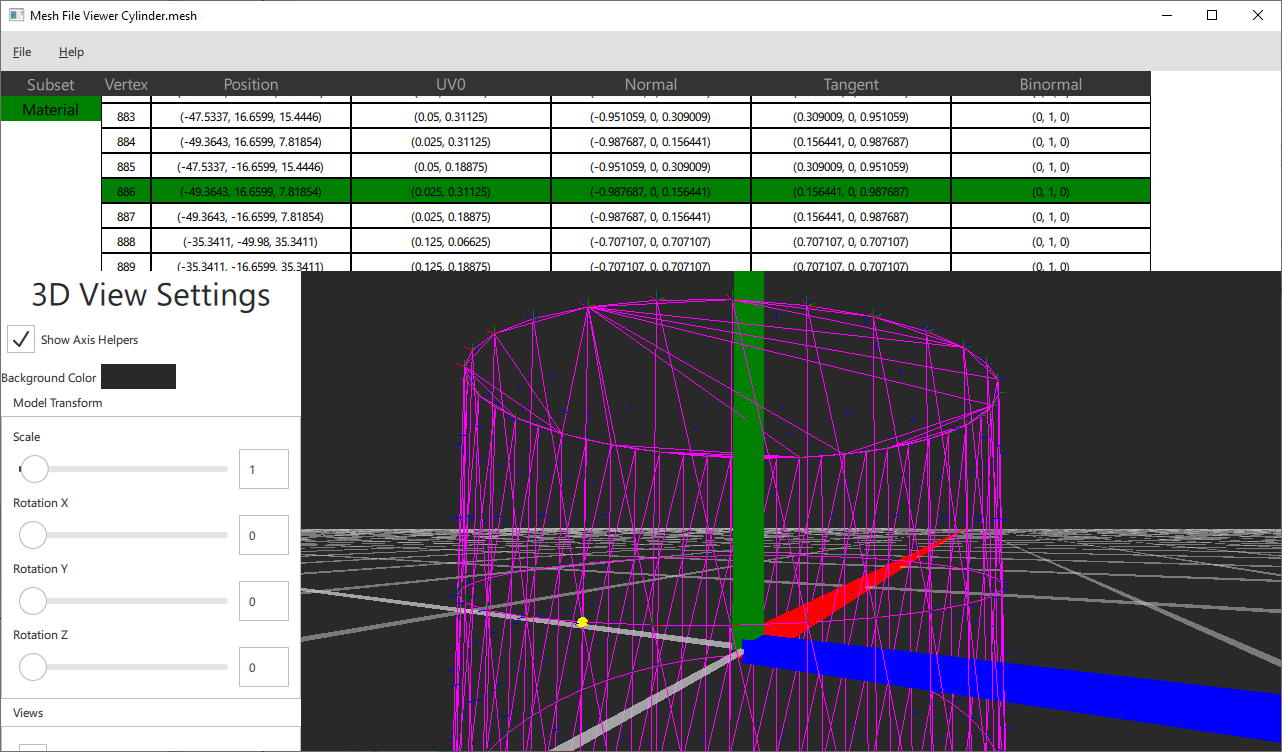 Mesh File Viewer Cylinder.mesh
File Help
Subset Vertex Position UV0 Normal Tangent Binormal
Material
883 (-47.5337, 16.6599, 15.4446) (0.05, 0.31125) (-0.951059, 0, 0.309009) (0.309009, 0, 0.951059) (0, 1, 0)
884 (-49.3643, 16.6599, 7.81854) (0.025, 0.31125) (-0.987687, 0, 0.156441) (0.156441, 0, 0.987687) (0, 1, 0)
885 (-47.5337, -16.6599, 15.4446) (0.05, 0.18875) (-0.951059, 0, 0.309009) (0.309009, 0, 0.951059) (0, 1, 0)
886 (-49.3643, 16.6599, 7.81854) (0.025, 0.31125) (-0.987687, 0, 0.156441) (0.156441, 0, 0.987687) (0, 1, 0)
887 (-49.3643, -16.6599, 7.81854) (0.025, 0.18875) (-0.987687, 0, 0.156441) (0.156441, 0, 0.987687) (0, 1, 0)
888 (-35.3411, -49.98, 35.3411) (0.125, 0.06625) (-0.707107, 0, 0.707107) (0.707107, 0, 0.707107) (0, 1, 0)
889 (-35.3411, -16.6599, 35.3411) (0.125, 0.18875) (-0.707107, 0, 0.707107) (0.707107, 0, 0.707107) (0, 1, 0)
3D View Settings
Show Axis Helpers
Background Color
Model Transform
Scale
1
Rotation X
0
Rotation Y
0
Rotation Z
0
Views